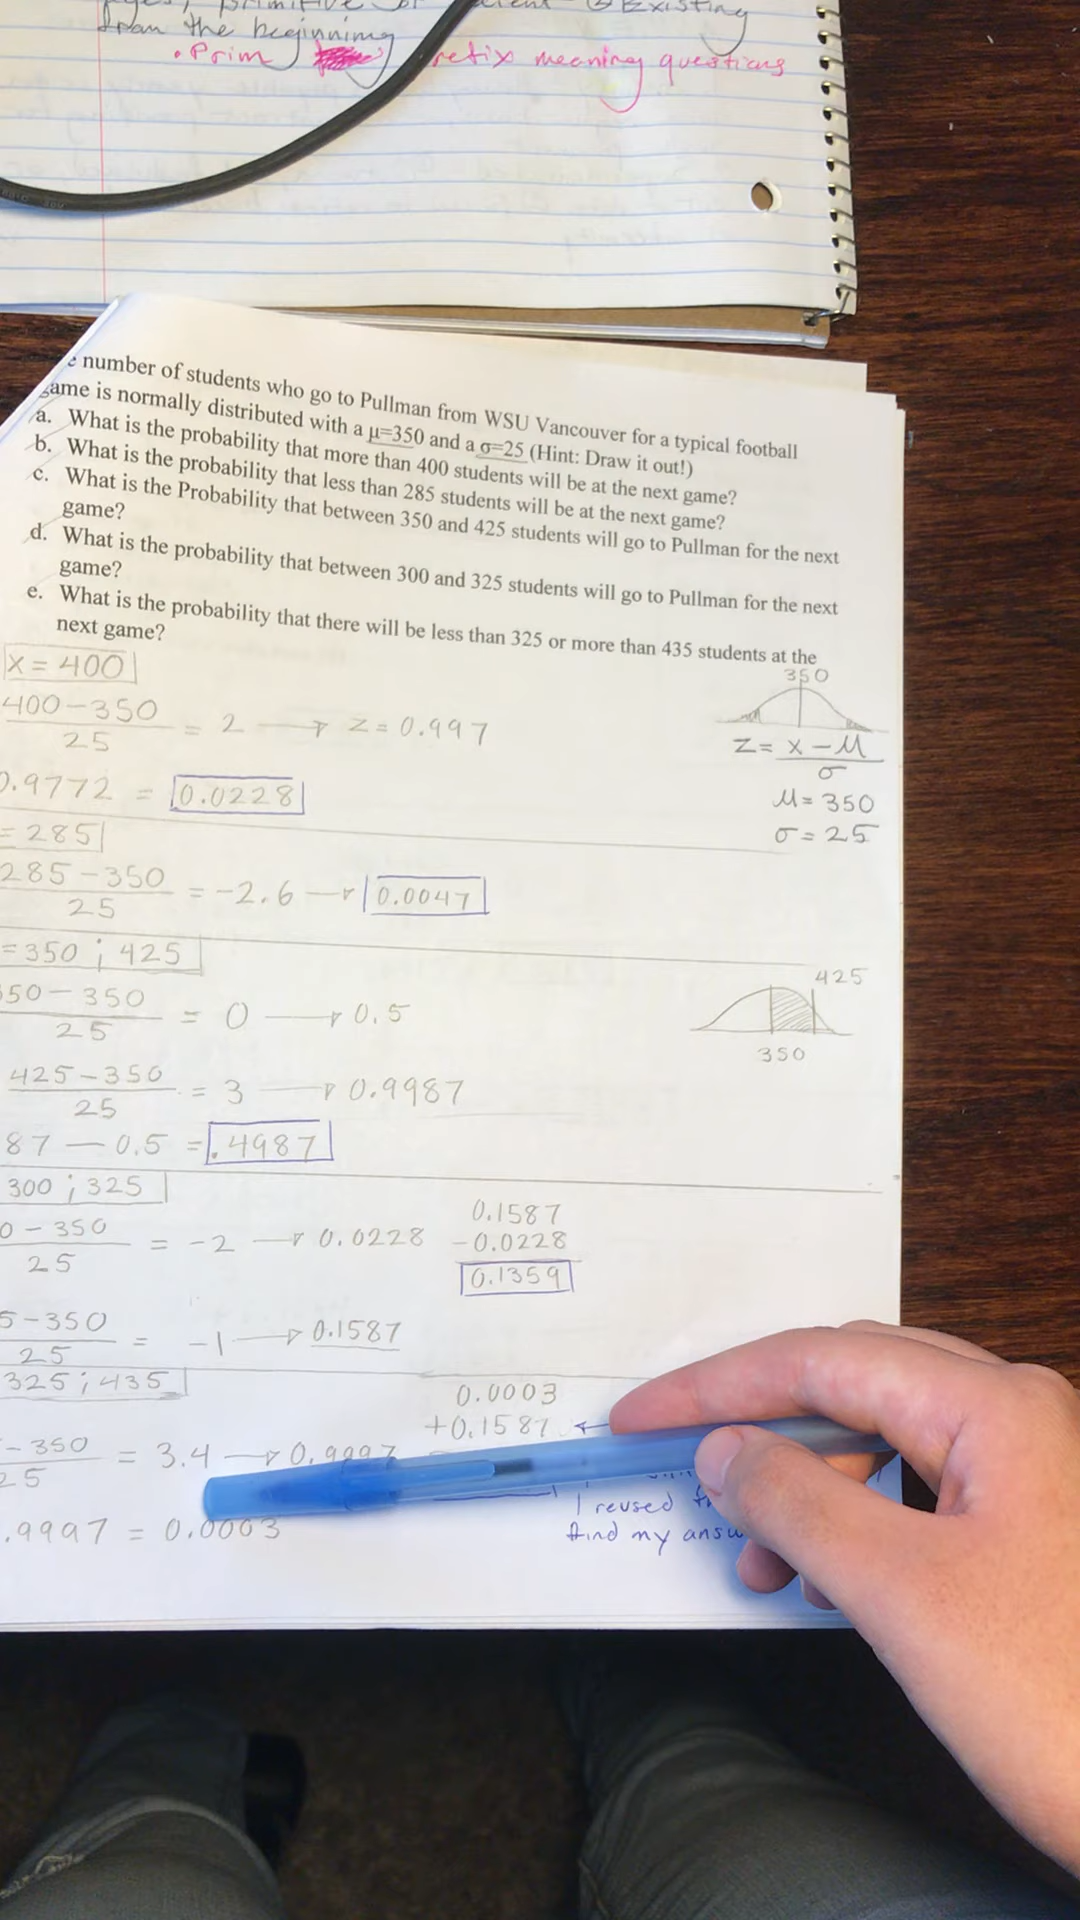 from the beginning
• Prim retix meaning questions
number of students who go to Pullman from WSU Vancouver for a typical football
game is normally distributed with a μ=350 and a σ=25 (Hint: Draw it out!)
a. What is the probability that more than 400 students will be at the next game?
b. What is the probability that less than 285 students will be at the next game?
c. What is the Probability that between 350 and 425 students will go to Pullman for the next
game?
d. What is the probability that between 300 and 325 students will go to Pullman for the next
game?
e. What is the probability that there will be less than 325 or more than 435 students at the
next game?
x = 400
350
400-350
25
= 2 → z = 0.997
Z = x - μ
σ
μ = 350
σ = 25
0.9772 = 0.0228
= 285
285-350
25
= -2.6 → 0.0047
= 350 ; 425
425
350
50-350
25
= 0 → 0.5
425-350
25
= 3 → 0.9987
87 - 0.5 = .4987
300 ; 325
0-350
25
= -2 → 0.0228
0.1587
-0.0228
0.1359
5-350
25
= -1 → 0.1587
325 ; 435
0.0003
+0.1587 ←
-350
25
= 3.4 → 0.9997
I reused
find my
.9997 = 0.0003